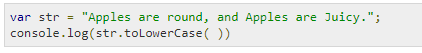 var str = "Apples are round, and Apples are Juicy.";
console.log(str.toLowerCase( ))